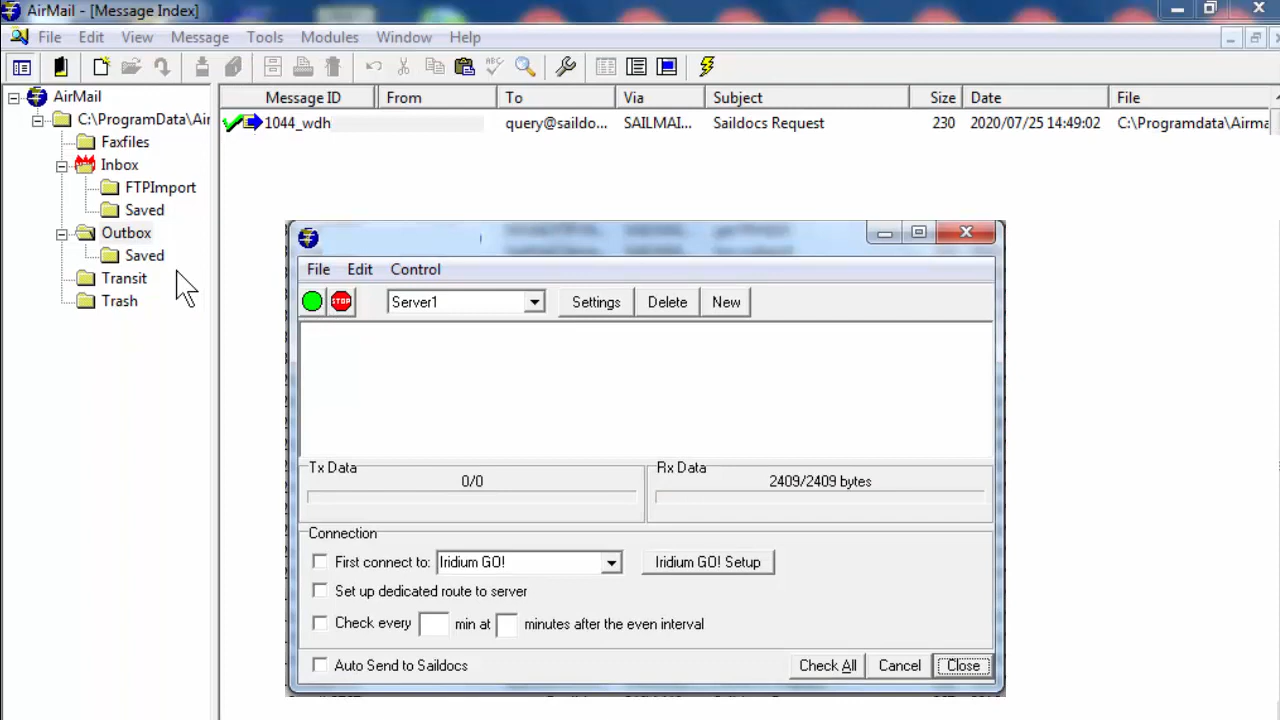 AirMail - [Message Index]
File Edit View Message Tools Modules Window Help
AirMail
C:\ProgramData\Air
Faxfiles
Inbox
FTPImport
Saved
Outbox
Saved
Transit
Trash
Message ID From To Via Subject Size Date File
1044_wdh query@saildo... SAILMAI... Saildocs Request 230 2020/07/25 14:49:02 C:\Programdata\Airma
File Edit Control
STOP Server1 Settings Delete New
Tx Data Rx Data
0/0 2409/2409 bytes
Connection
First connect to: Iridium GO! Iridium GO! Setup
Set up dedicated route to server
Check every min at minutes after the even interval
Auto Send to Saildocs Check All Cancel Close